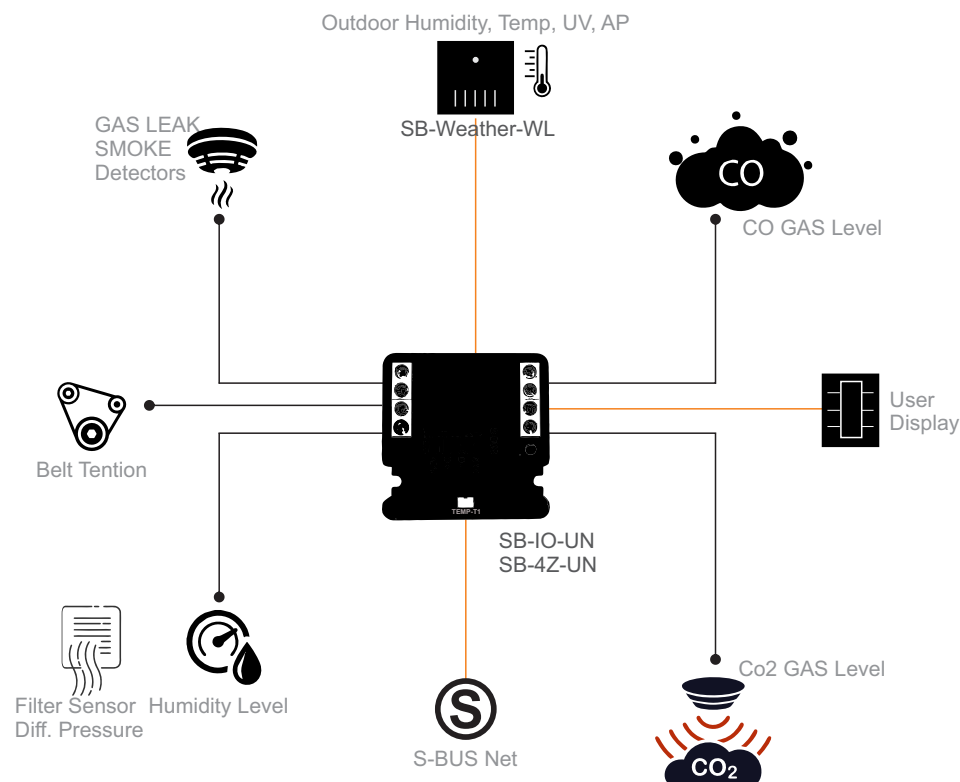 Outdoor Humidity, Temp, UV, AP
SB-Weather-WL
GAS LEAK
SMOKE
Detectors
CO
CO GAS Level
User
Display
Belt Tention
TEMP-T1
SB-IO-UN
SB-4Z-UN
Filter Sensor
Diff. Pressure
Humidity Level
S
S-BUS Net
Co2 GAS Level
CO₂